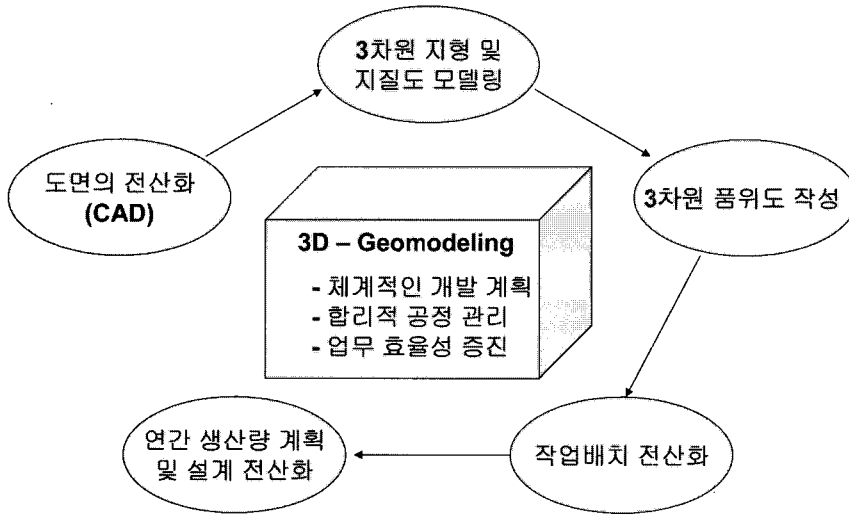 3차원 지형 및
지질도 모델링
도면의 전산화
(CAD)
3차원 품위도 작성
3D – Geomodeling
- 체계적인 개발 계획
- 합리적 공정 관리
- 업무 효율성 증진
연간 생산량 계획
및 설계 전산화
작업배치 전산화